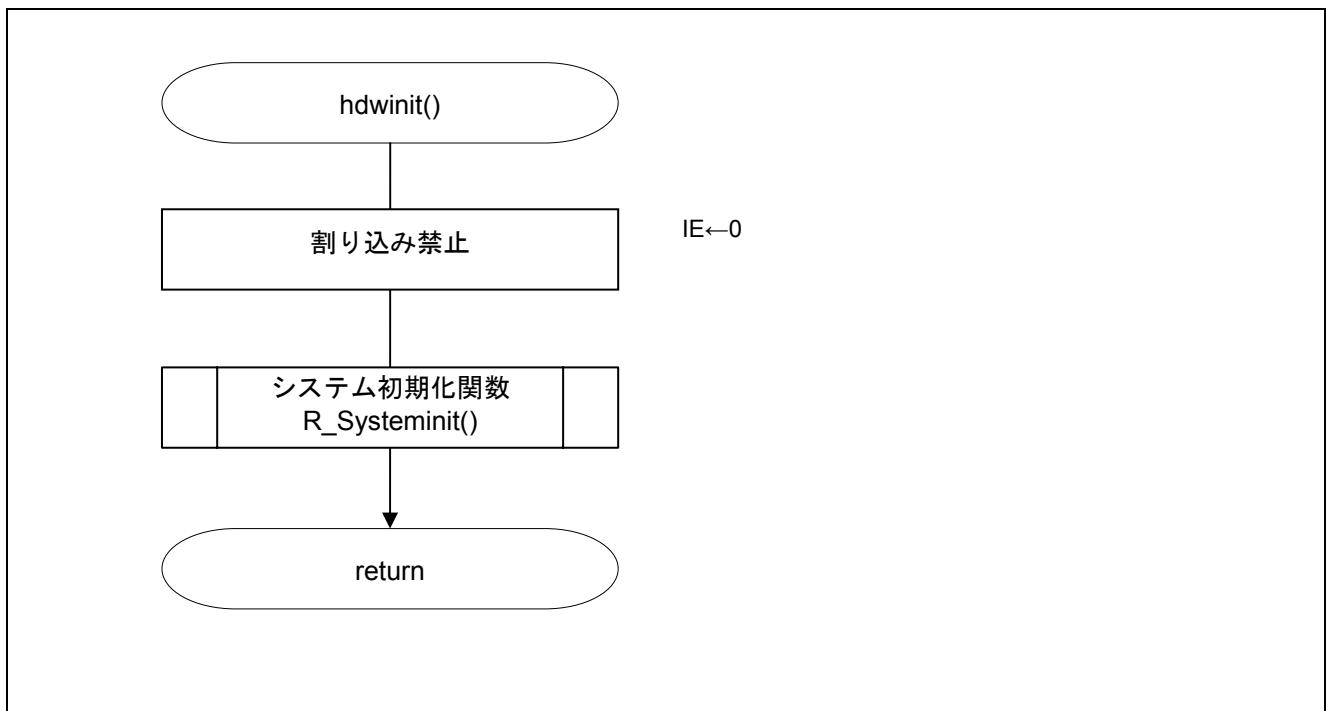 hdwinit()
割り込み禁止
IE←0
システム初期化関数
R_Systeminit()
return